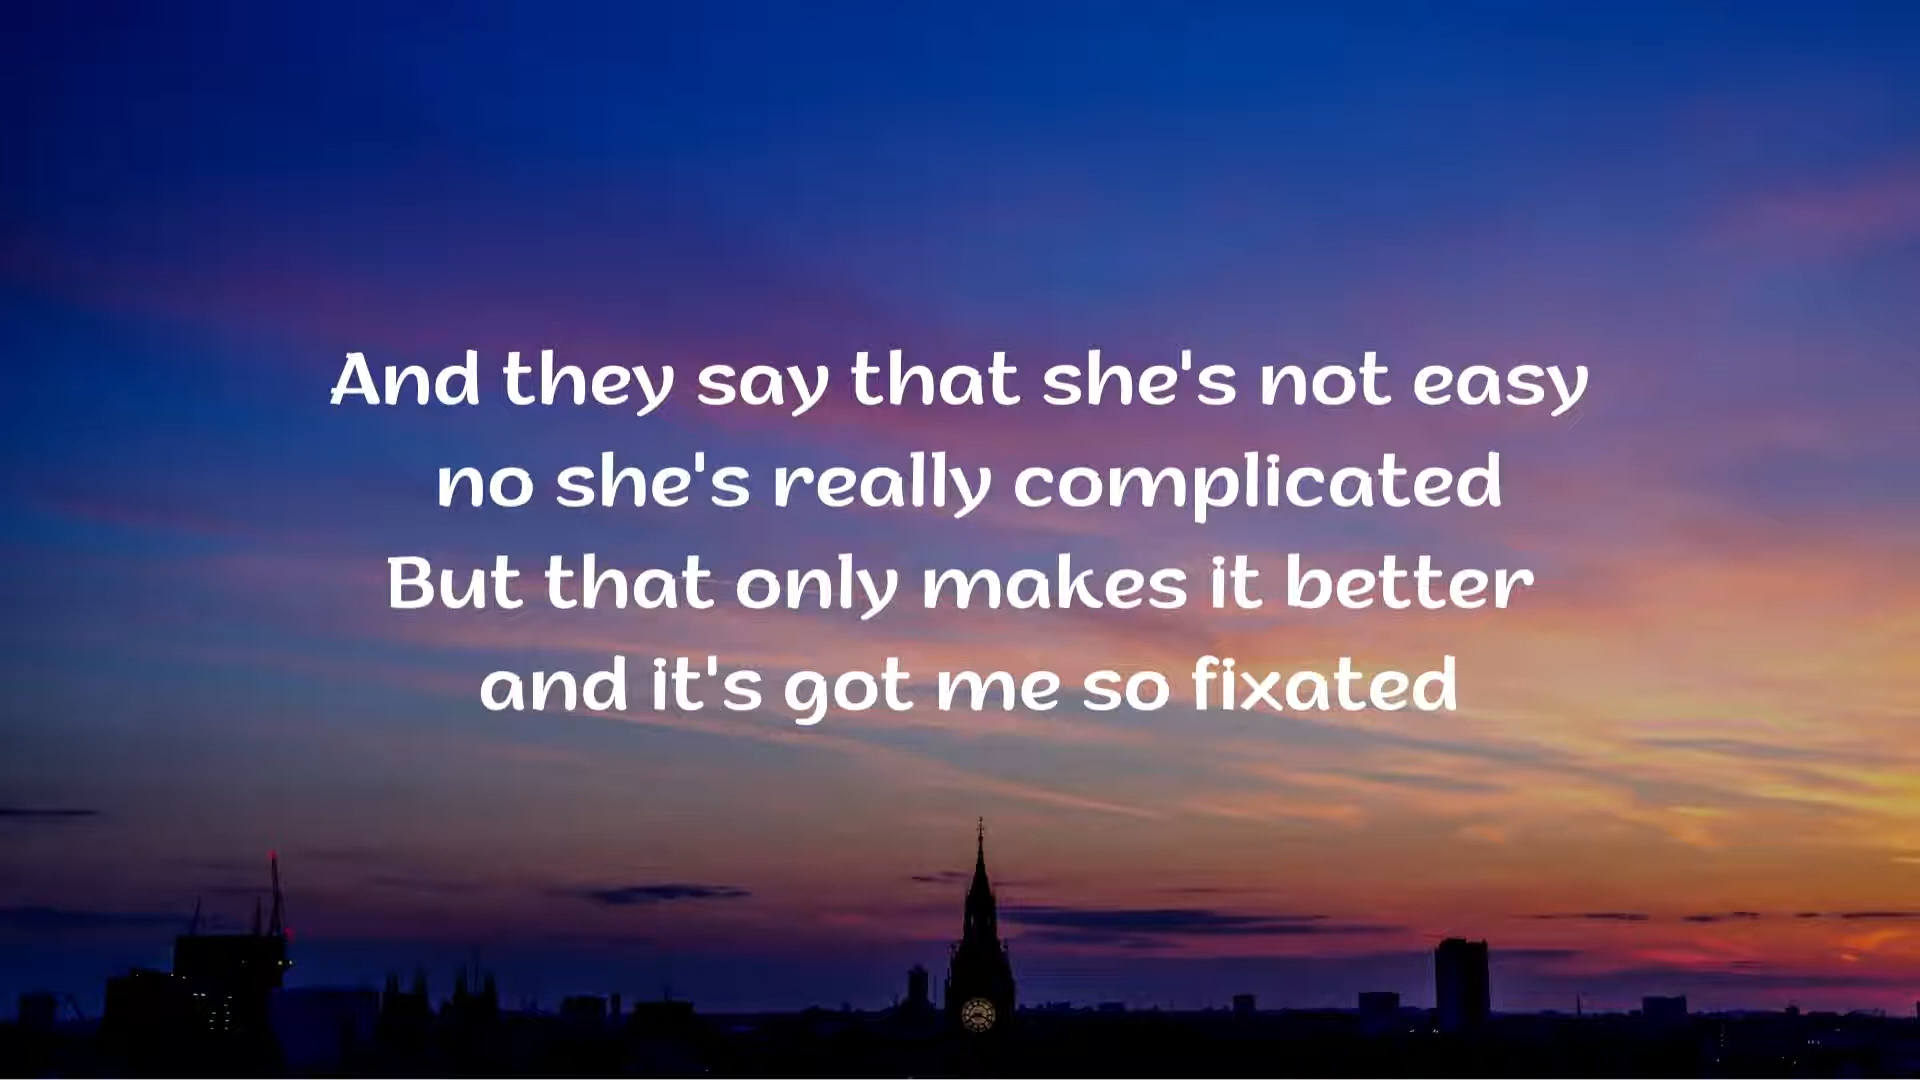 And they say that she's not easy
no she's really complicated
But that only makes it better
and it's got me so fixated